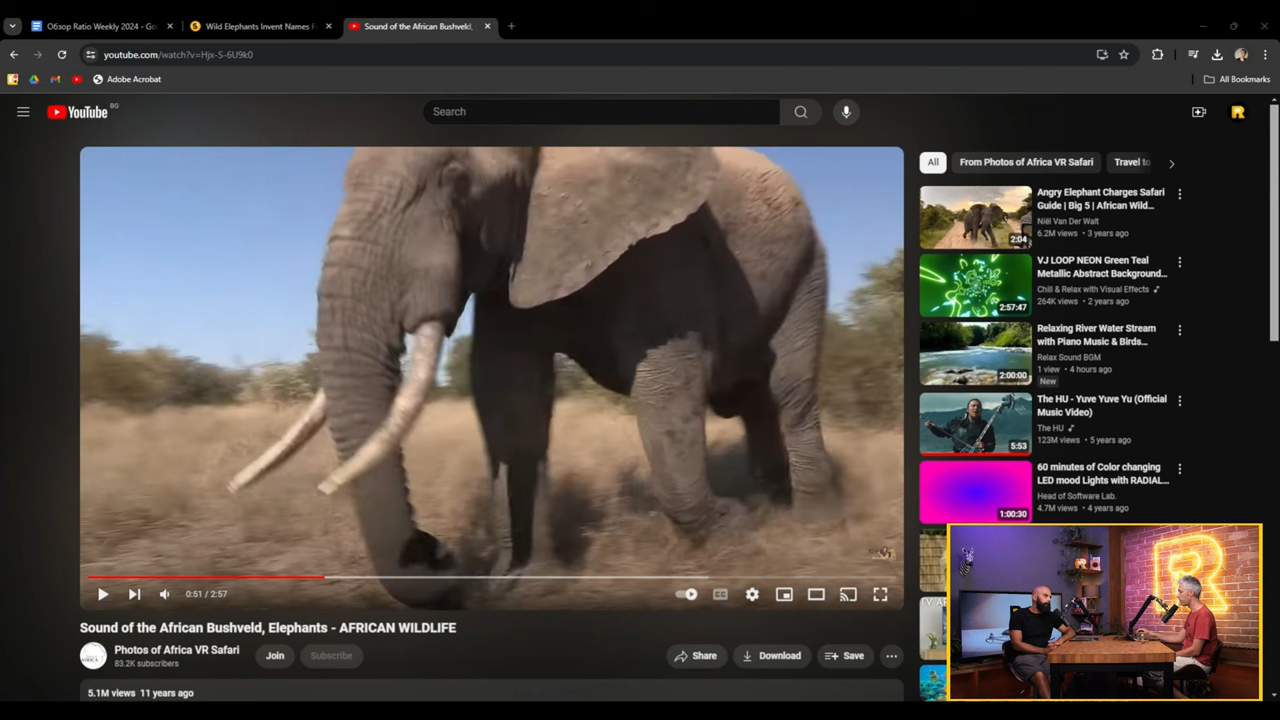 Обзор Ratio Weekly 2024 - Goo
Wild Elephants Invent Names F
Sound of the African Bushveld,
youtube.com/watch?v=Hjx-S-6U9k0
Adobe Acrobat
All Bookmarks
YouTube BG
Search
R
All
From Photos of Africa VR Safari
Travel to
Angry Elephant Charges Safari
Guide | Big 5 | African Wild...
Niël Van Der Walt
6.2M views • 3 years ago
2:04
VJ LOOP NEON Green Teal
Metallic Abstract Background...
Chill & Relax with Visual Effects
264K views • 2 years ago
2:57:47
Relaxing River Water Stream
with Piano Music & Birds...
Relax Sound BGM
1 view • 4 hours ago
2:00:00
New
The HU - Yuve Yuve Yu (Official
Music Video)
The HU
123M views • 5 years ago
5:53
60 minutes of Color changing
LED mood Lights with RADIAL...
Head of Software Lab.
4.7M views • 4 years ago
1:00:30
0:51 / 2:57
CC
Sound of the African Bushveld, Elephants - AFRICAN WILDLIFE
Photos of Africa VR Safari
83.2K subscribers
Join
Subscribe
Share
Download
Save
5.1M views 11 years ago
R